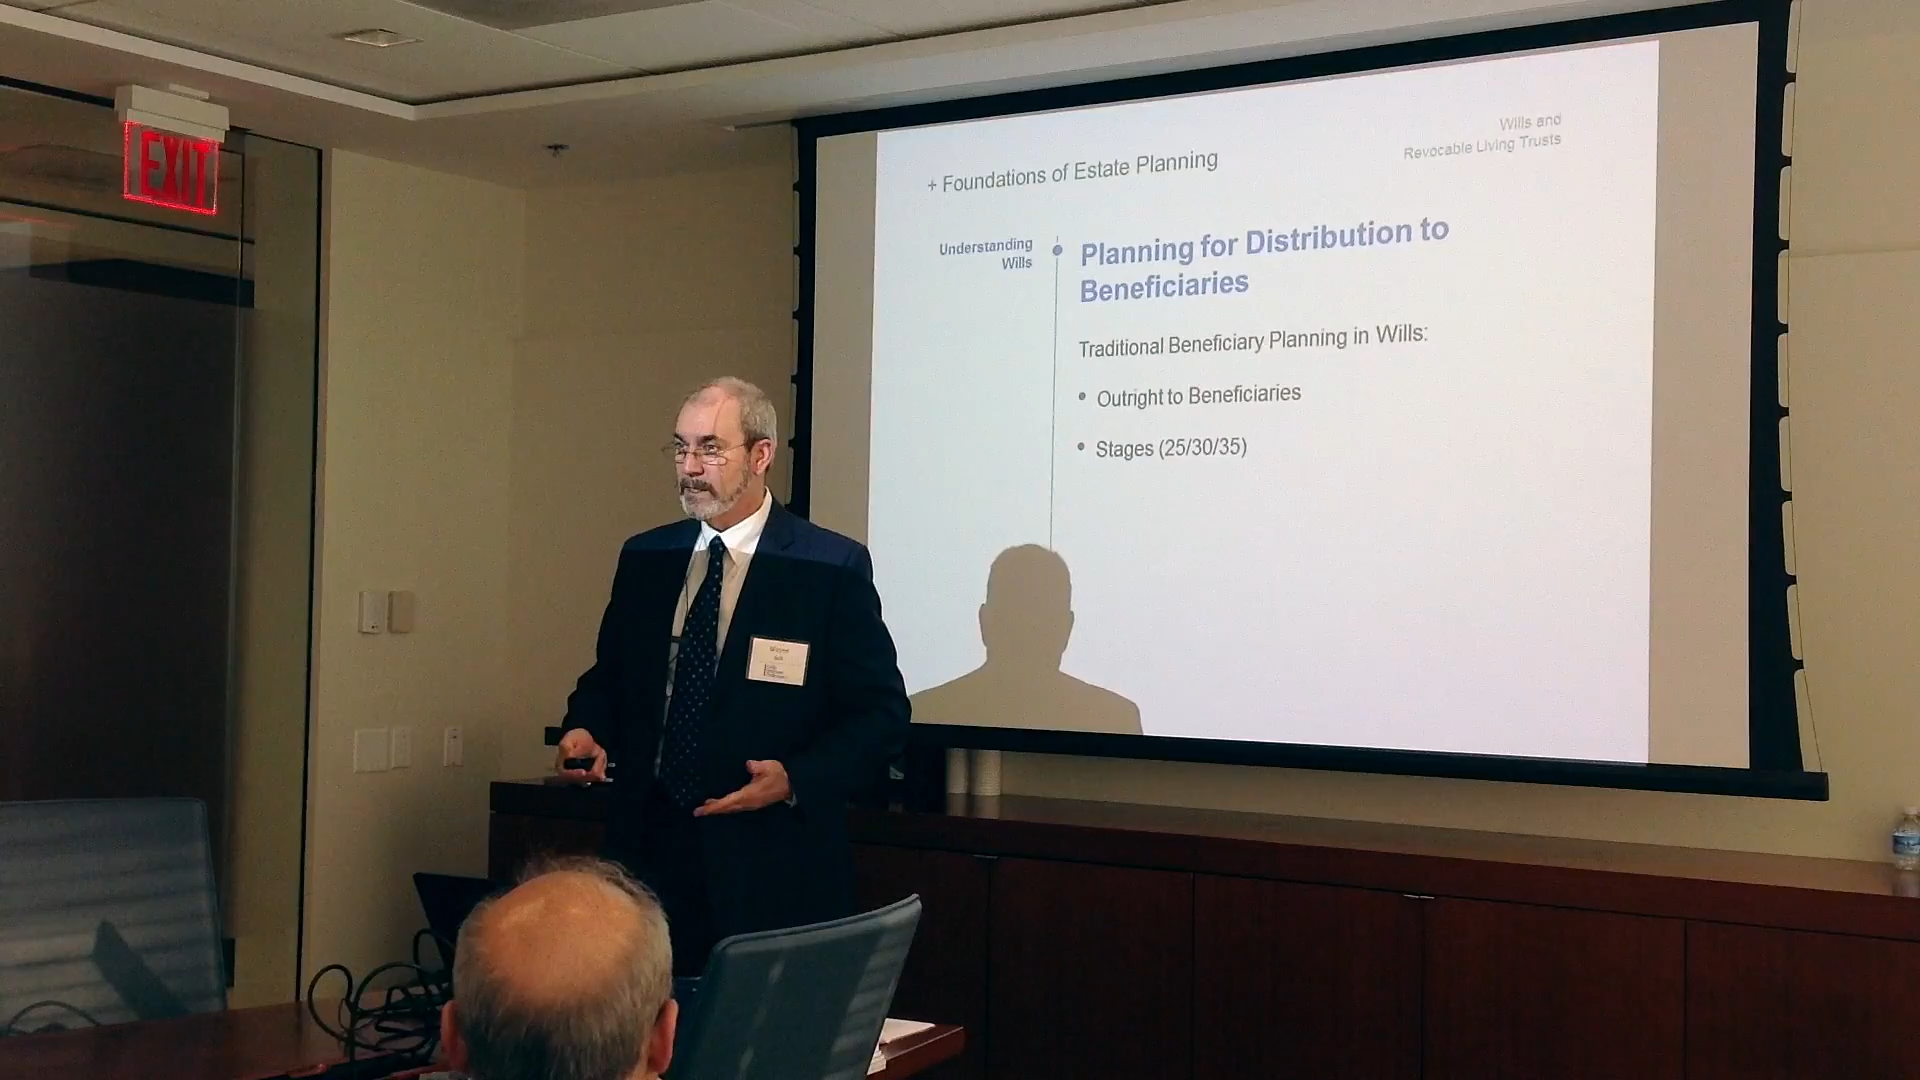 EXIT
Wills and
Revocable Living Trusts
+ Foundations of Estate Planning
Understanding
Wills
Planning for Distribution to
Beneficiaries
Traditional Beneficiary Planning in Wills:
• Outright to Beneficiaries
• Stages (25/30/35)
Wayne